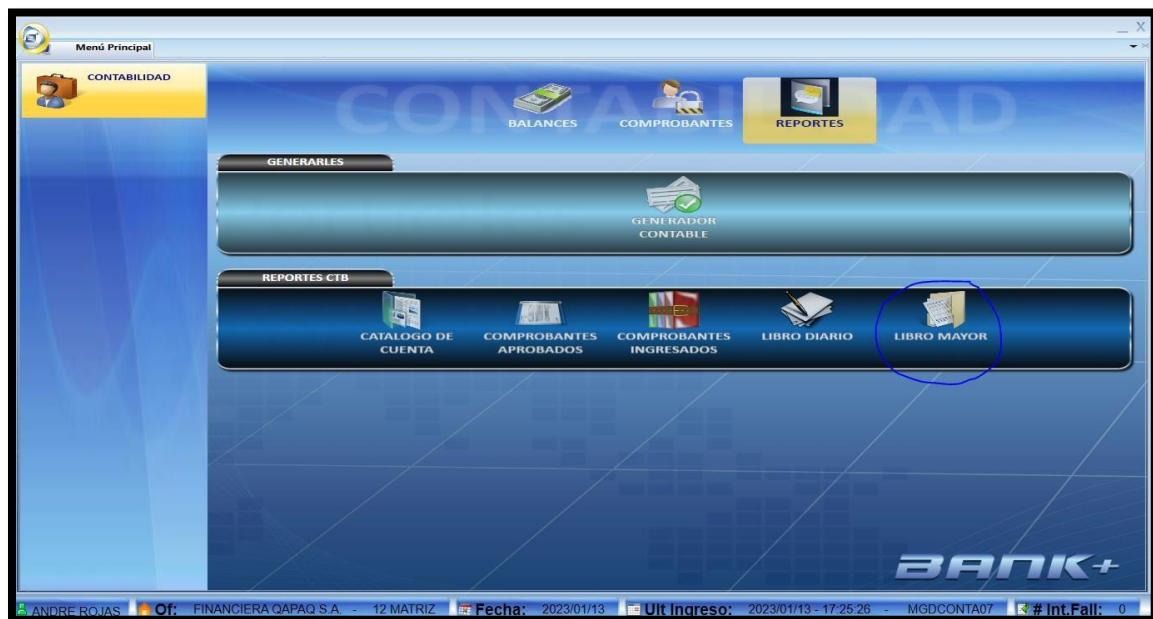 _ X
Menú Principal
CONTABILIDAD
CONTABILIDAD
BALANCES COMPROBANTES REPORTES
GENERARLES
GENERADOR
CONTABLE
REPORTES CTB
CATALOGO DE COMPROBANTES COMPROBANTES LIBRO DIARIO LIBRO MAYOR
CUENTA APROBADOS INGRESADOS
BANK+
ANDRE ROJAS Of: FINANCIERA QAPAQ S.A. - 12 MATRIZ Fecha: 2023/01/13 Ult Ingreso: 2023/01/13 - 17:25:26 - MGDCONTA07 # Int.Fall: 0